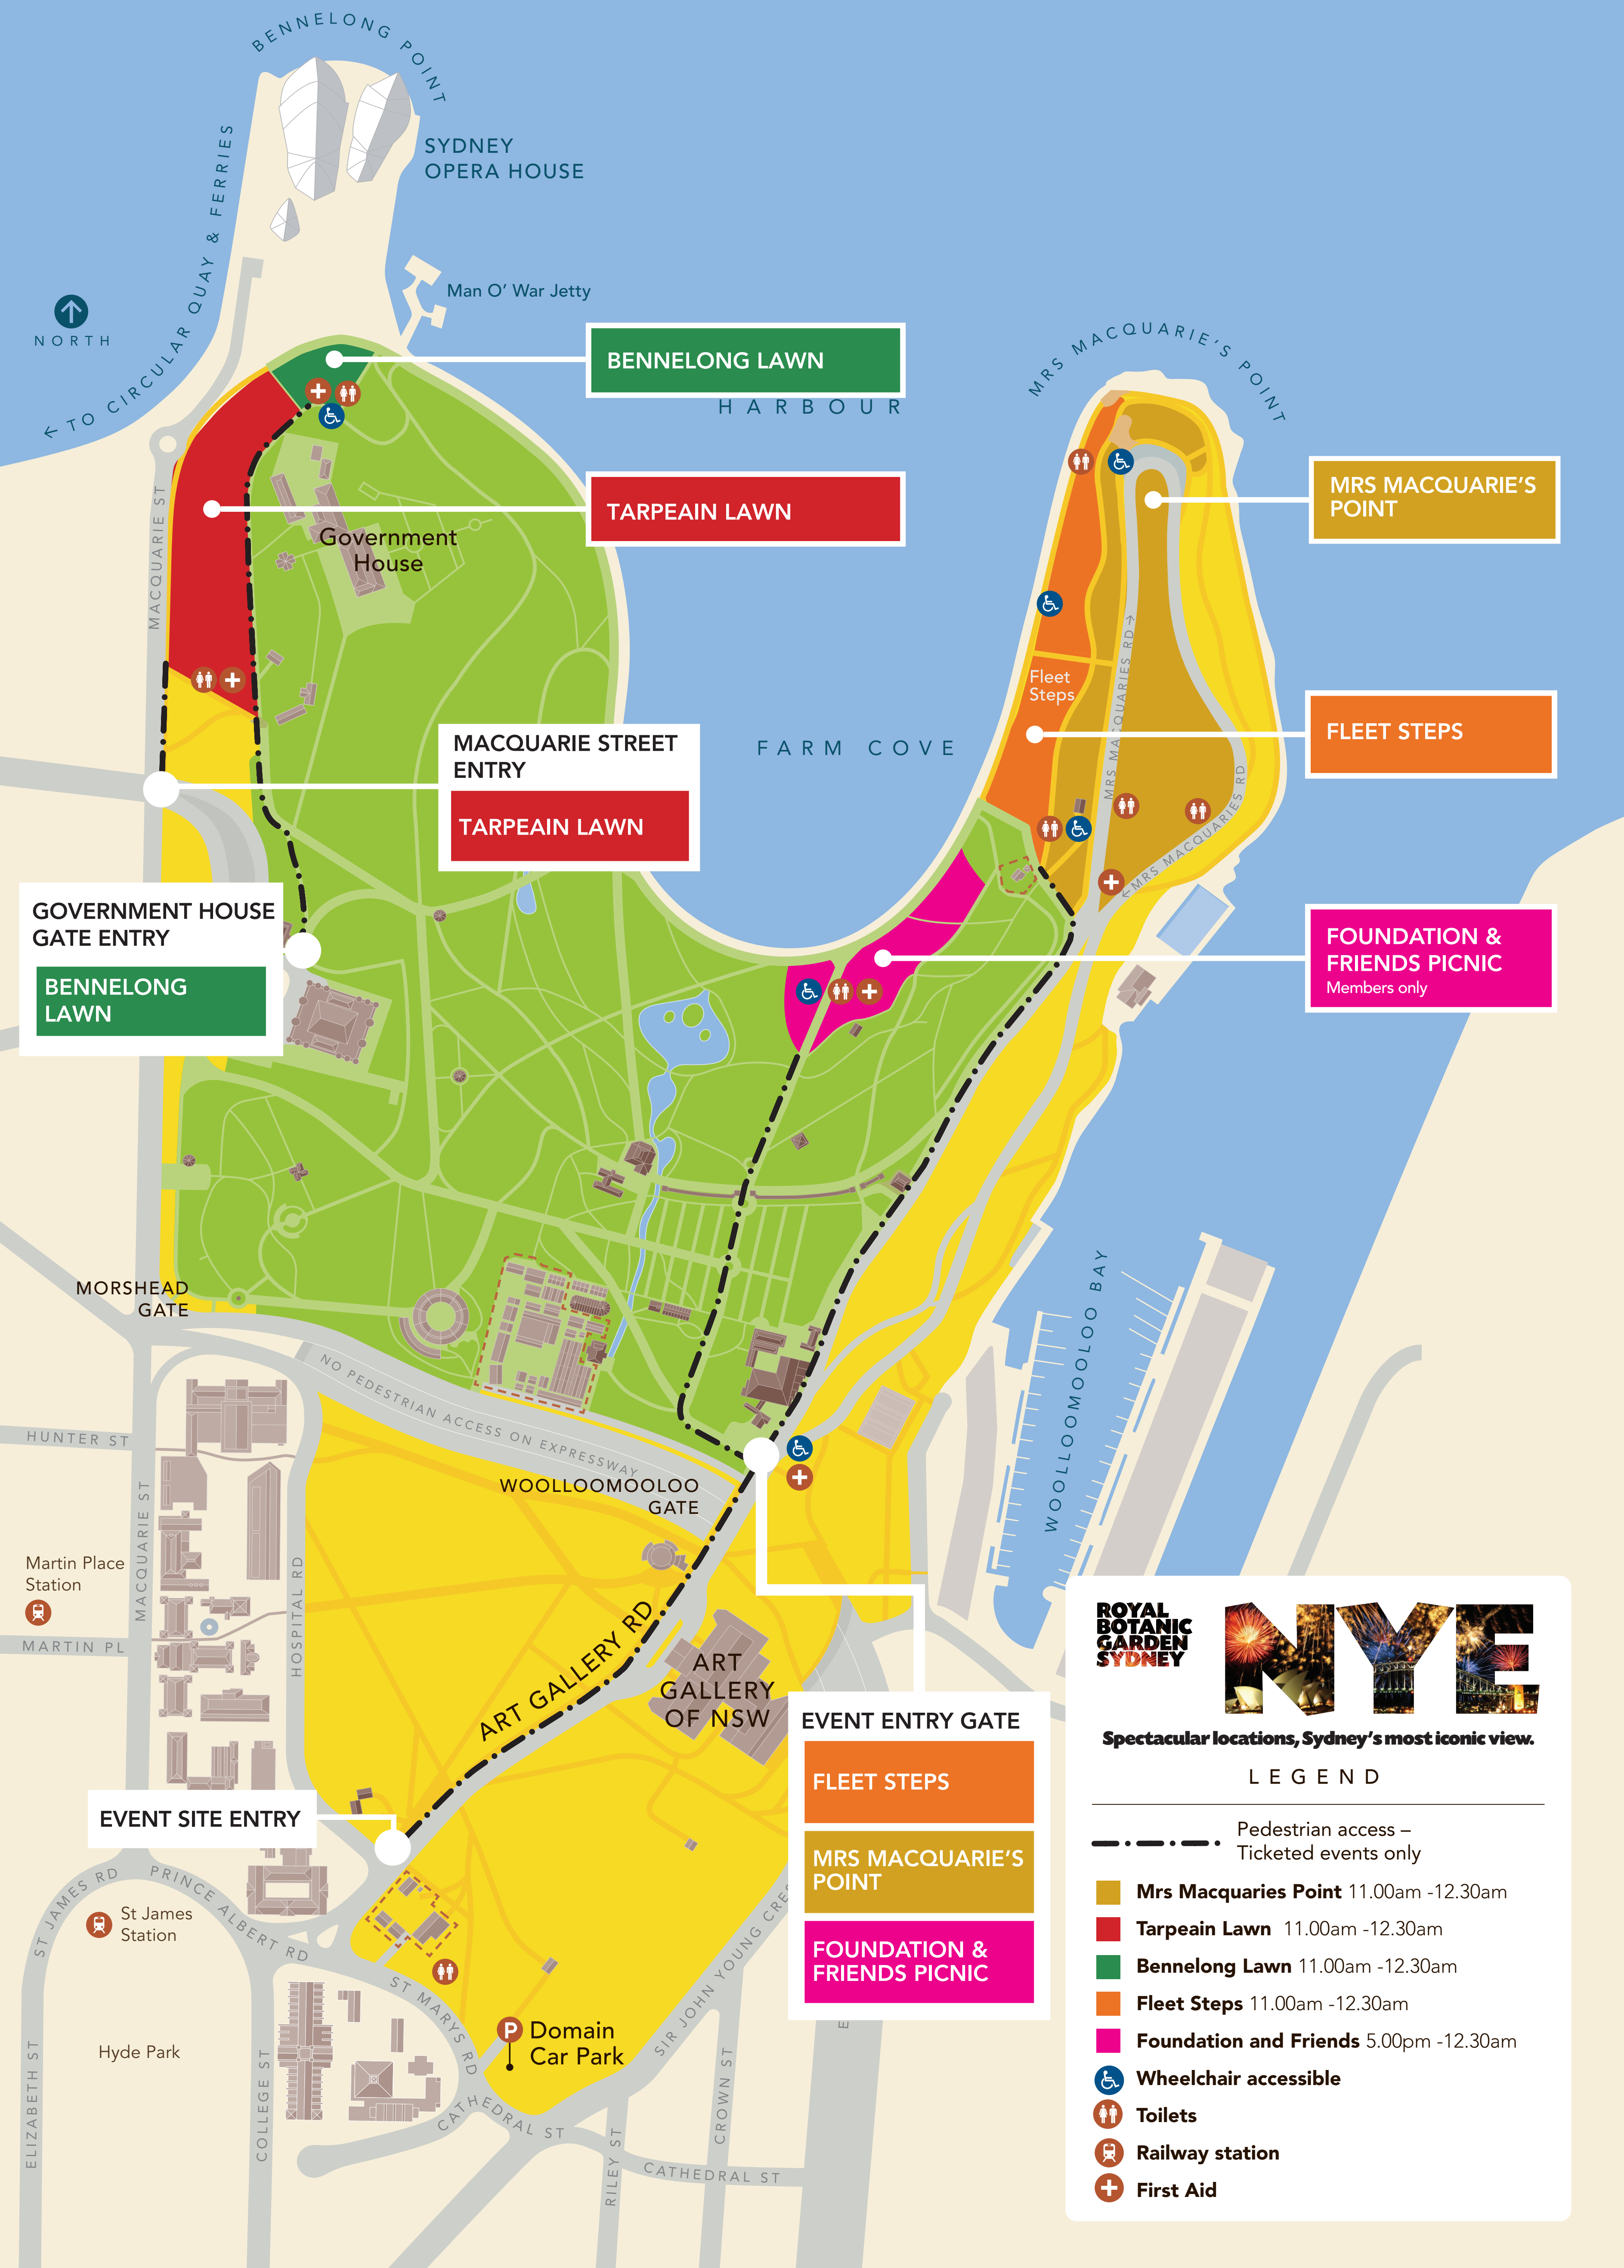 BENNELONG POINT
SYDNEY
OPERA HOUSE
← TO CIRCULAR QUAY & FERRIES
Man O' War Jetty
NORTH
BENNELONG LAWN
HARBOUR
MRS MACQUARIE'S POINT
MRS MACQUARIE'S
POINT
TARPEAIN LAWN
Government
House
MACQUARIE ST
Fleet
Steps
MRS MACQUARIES RD →
FLEET STEPS
MACQUARIE STREET
ENTRY
TARPEAIN LAWN
FARM COVE
← MRS MACQUARIES RD
GOVERNMENT HOUSE
GATE ENTRY
BENNELONG
LAWN
FOUNDATION &
FRIENDS PICNIC
Members only
MORSHEAD
GATE
NO PEDESTRIAN ACCESS ON EXPRESSWAY
WOOLLOOMOOLOO BAY
HUNTER ST
WOOLLOOMOOLOO
GATE
MACQUARIE ST
Martin Place
Station
HOSPITAL RD
MARTIN PL
ART GALLERY RD
ART
GALLERY
OF NSW
EVENT SITE ENTRY
EVENT ENTRY GATE
FLEET STEPS
MRS MACQUARIE'S
POINT
FOUNDATION &
FRIENDS PICNIC
ST JAMES RD
PRINCE ALBERT RD
St James
Station
ST MARYS RD
SIR JOHN YOUNG CRE
P
Domain
Car Park
Hyde Park
ELIZABETH ST
COLLEGE ST
CATHEDRAL ST
RILEY ST
CROWN ST
CATHEDRAL ST
E
ROYAL
BOTANIC
GARDEN
SYDNEY
NYE
Spectacular locations, Sydney's most iconic view.
LEGEND
Pedestrian access –
Ticketed events only
Mrs Macquaries Point 11.00am -12.30am
Tarpeain Lawn 11.00am -12.30am
Bennelong Lawn 11.00am -12.30am
Fleet Steps 11.00am -12.30am
Foundation and Friends 5.00pm -12.30am
Wheelchair accessible
Toilets
Railway station
First Aid